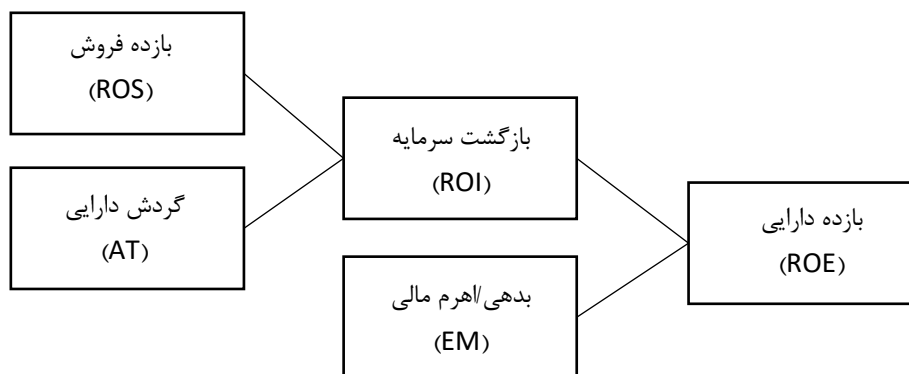 بازده فروش
(ROS)
گردش دارایی
(AT)
بازگشت سرمایه
(ROI)
بدهی/اهرم مالی
(EM)
بازده دارایی
(ROE)